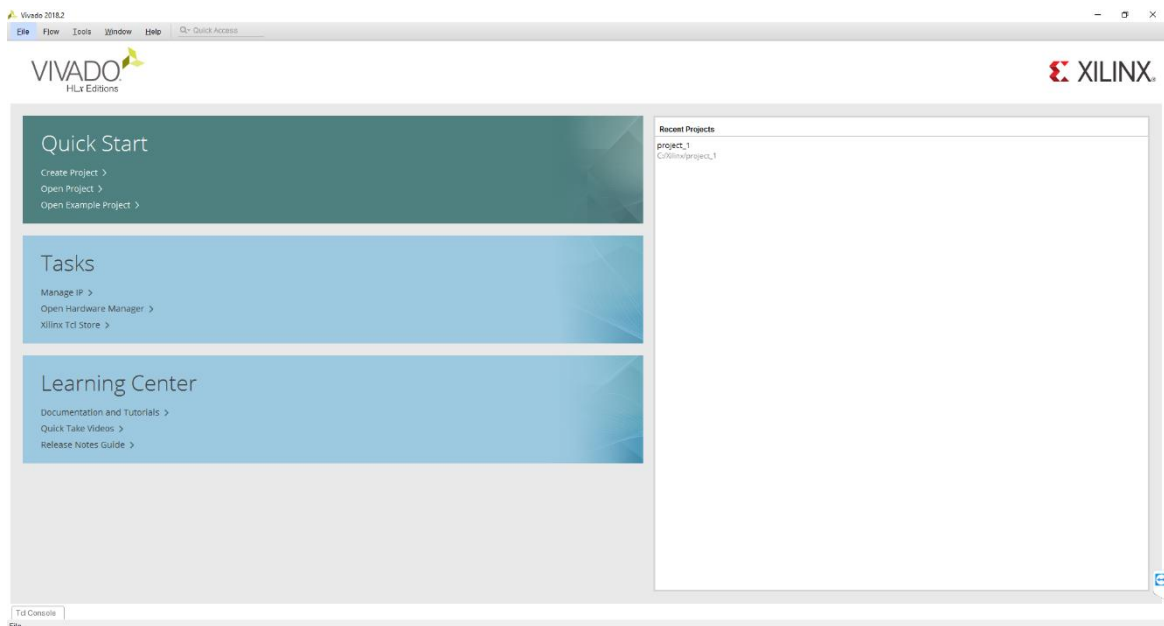 Vivado 2018.2
File Flow Tools Window Help Quick Access
VIVADO.
HLx Editions
XILINX.
Quick Start
Create Project >
Open Project >
Open Example Project >
Tasks
Manage IP >
Open Hardware Manager >
Xilinx Tcl Store >
Learning Center
Documentation and Tutorials >
Quick Take Videos >
Release Notes Guide >
Recent Projects
project_1
C:/Xilinx/project_1
Tcl Console
File